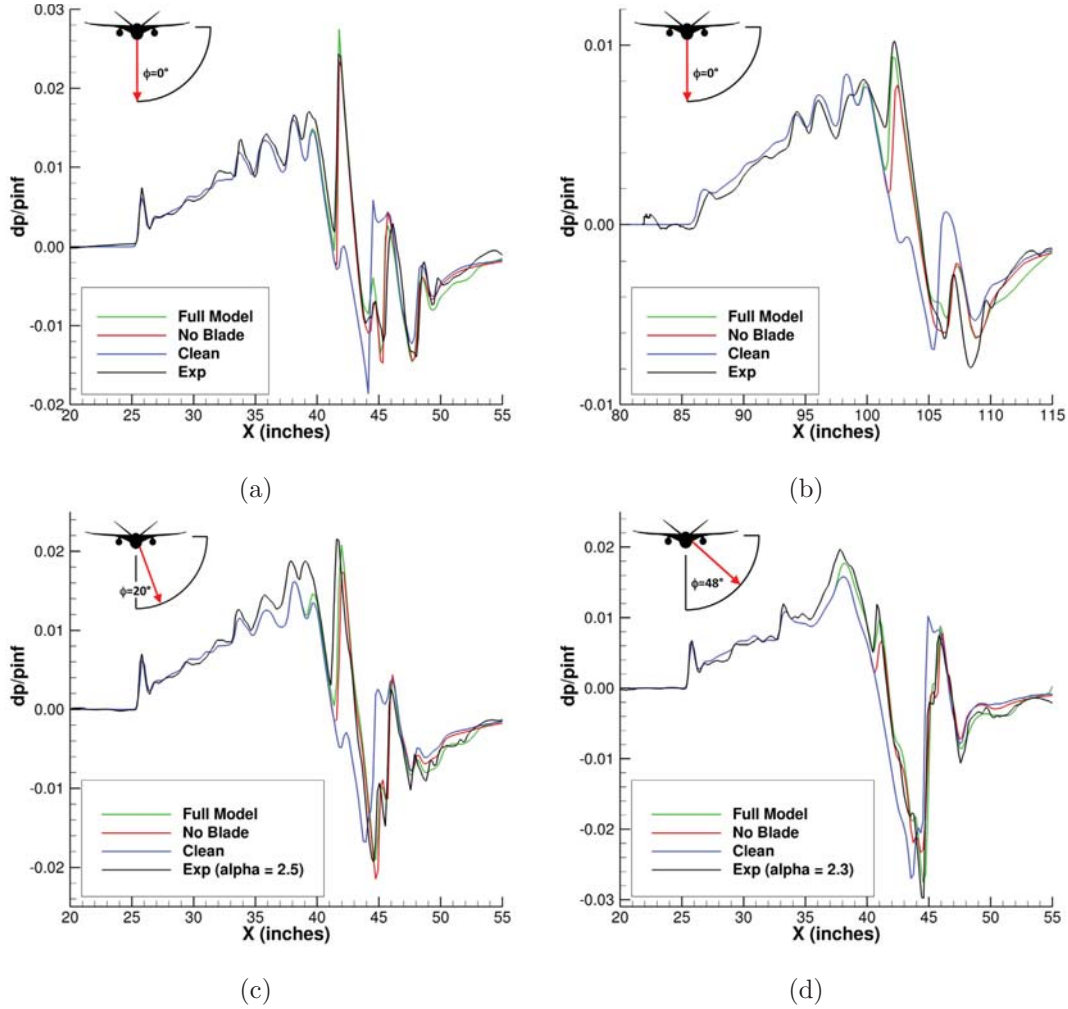 dp/pinf
0.03
0.02
0.01
0.00
-0.01
-0.02
ϕ=0°
Full Model
No Blade
Clean
Exp
20 25 30 35 40 45 50 55
X (inches)
(a)
dp/pinf
0.01
0.00
-0.01
ϕ=0°
Full Model
No Blade
Clean
Exp
80 85 90 95 100 105 110 115
X (inches)
(b)
dp/pinf
0.02
0.01
0.00
-0.01
-0.02
ϕ=20°
Full Model
No Blade
Clean
Exp (alpha = 2.5)
20 25 30 35 40 45 50 55
X (inches)
(c)
dp/pinf
0.02
0.01
0.00
-0.01
-0.02
-0.03
ϕ=48°
Full Model
No Blade
Clean
Exp (alpha = 2.3)
20 25 30 35 40 45 50 55
X (inches)
(d)